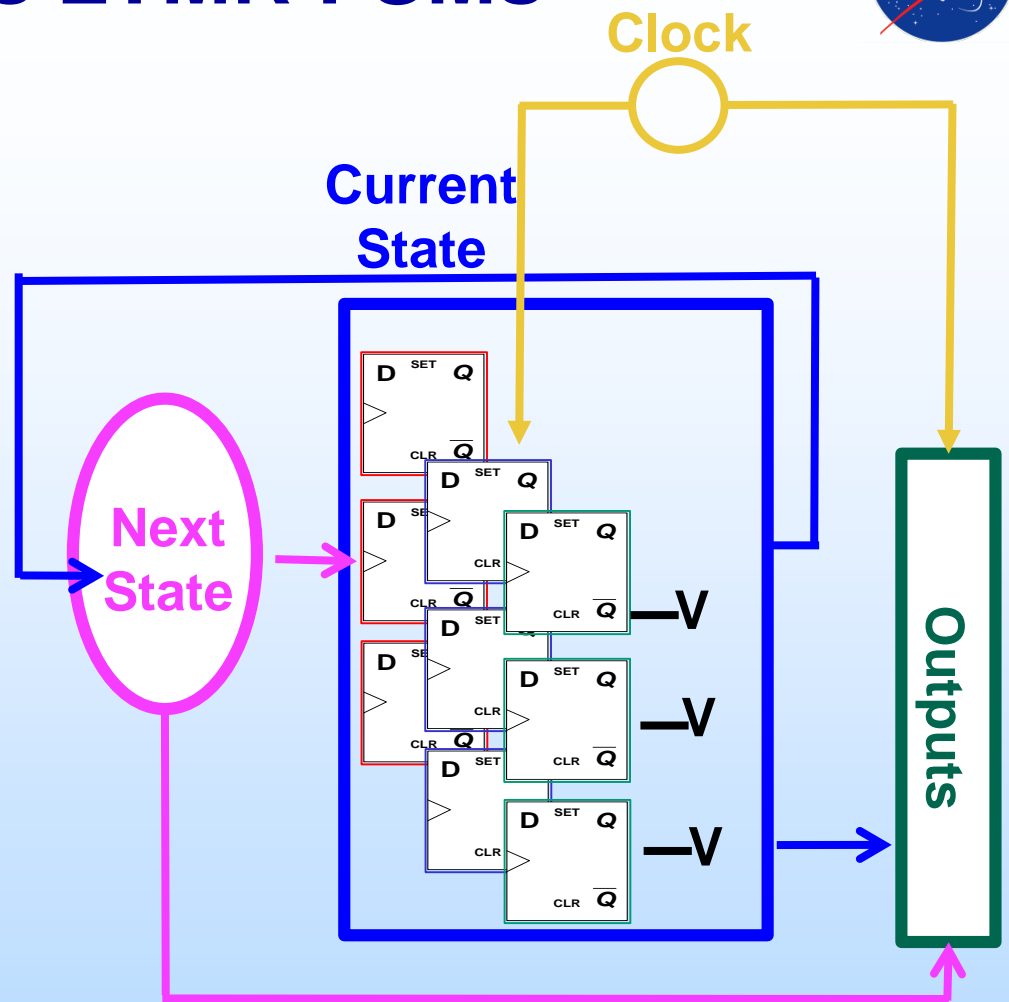 Clock
Current
State
D SET Q
CLR Q
D SET Q
CLR
D SET Q
CLR Q
V
D
CLR Q
D SET
CLR
D SET Q
CLR Q
V
D
CLR Q
D SET
CLR
D SET Q
CLR Q
V
Next
State
Outputs